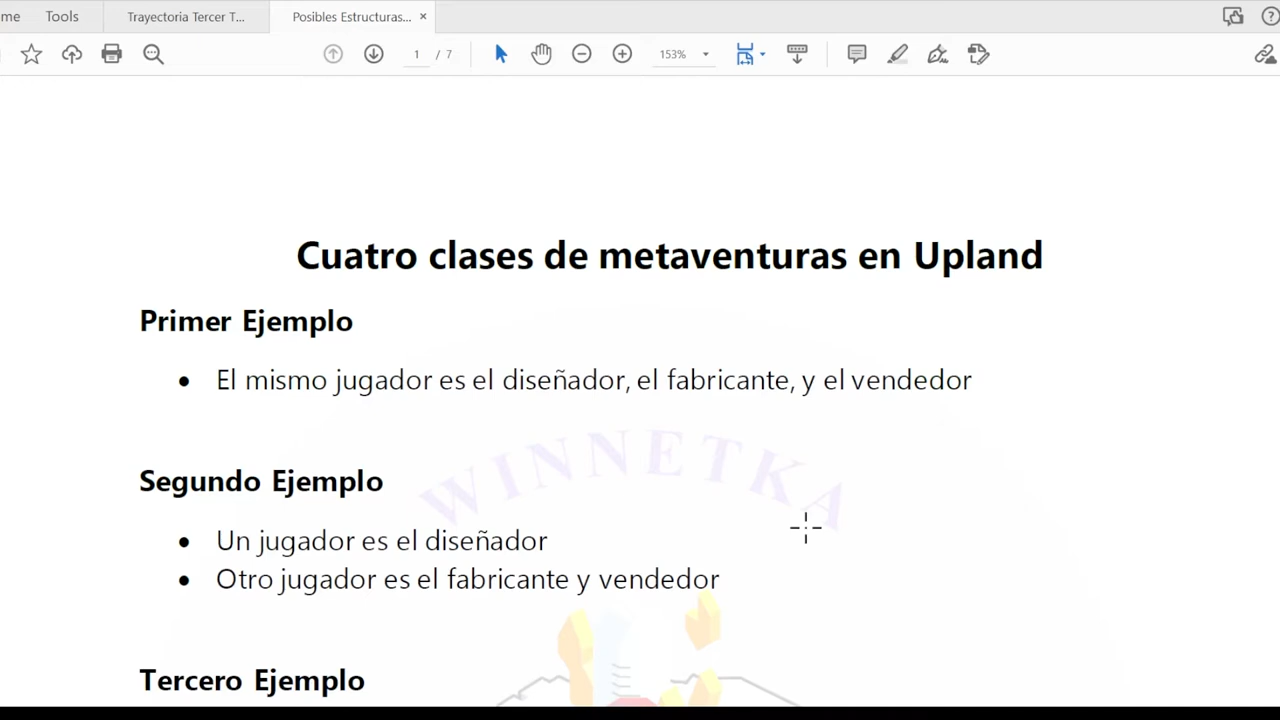 me Tools Trayectoria Tercer T... Posibles Estructuras... ×
1 / 7 153%
Cuatro clases de metaventuras en Upland
Primer Ejemplo
• El mismo jugador es el diseñador, el fabricante, y el vendedor
WINNETKA
Segundo Ejemplo
• Un jugador es el diseñador
• Otro jugador es el fabricante y vendedor
Tercero Ejemplo